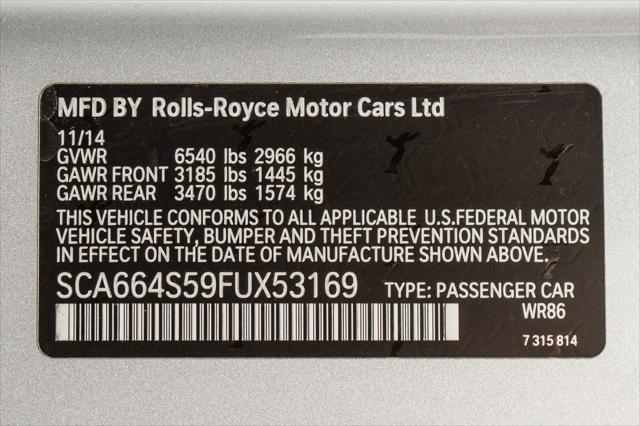 MFD BY Rolls-Royce Motor Cars Ltd
11/14
GVWR 6540 lbs 2966 kg
GAWR FRONT 3185 lbs 1445 kg
GAWR REAR 3470 lbs 1574 kg
THIS VEHICLE CONFORMS TO ALL APPLICABLE U.S.FEDERAL MOTOR
VEHICLE SAFETY, BUMPER AND THEFT PREVENTION STANDARDS
IN EFFECT ON THE DATE OF MANUFACTURE SHOWN ABOVE.
SCA664S59FUX53169 TYPE: PASSENGER CAR
WR86
7 315 814